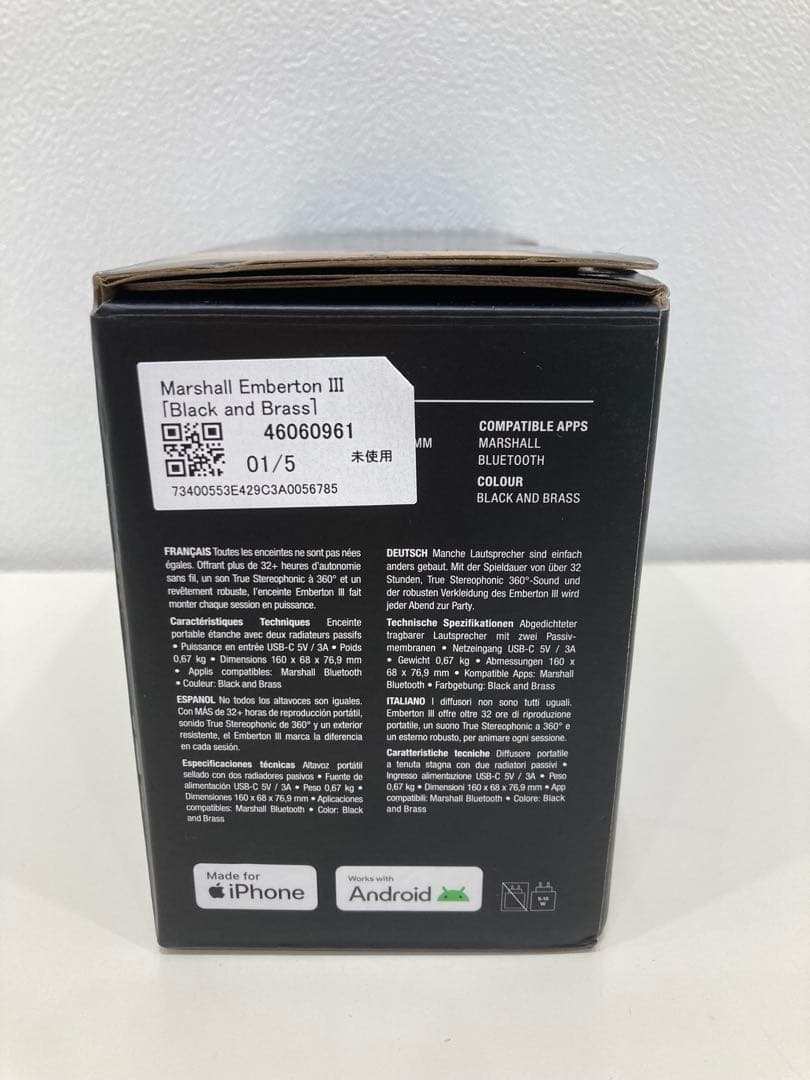 Marshall Emberton Ⅲ
「Black and Brass」
46060961
01/5
未使用
73400553E429C3A0056785
MM
COMPATIBLE APPS
MARSHALL
BLUETOOTH
COLOUR
BLACK AND BRASS
FRANÇAIS Toutes les enceintes ne sont pas nées
égales. Offrant plus de 32+ heures d'autonomie
sans fil, un son True Stereophonic à 360° et un
revêtement robuste, l'enceinte Emberton III fait
monter chaque session en puissance.
Caractéristiques Techniques Enceinte
portable étanche avec deux radiateurs passifs
• Puissance en entrée USB-C 5V / 3A • Poids
0,67 kg • Dimensions 160 x 68 x 76,9 mm
• Applis compatibles: Marshall Bluetooth
• Couleur: Black and Brass
ESPANOL No todos los altavoces son iguales.
Con MÁS de 32+ horas de reproducción portátil,
sonido True Stereophonic de 360° y un exterior
resistente, el Emberton III marca la diferencia
en cada sesión.
Especificaciones técnicas Altavoz portátil
sellado con dos radiadores pasivos • Fuente de
alimentación USB-C 5V / 3A • Peso 0,67 kg •
Dimensiones 160 x 68 x 76,9 mm • Aplicaciones
compatibles: Marshall Bluetooth • Color: Black
and Brass
DEUTSCH Manche Lautsprecher sind einfach
anders gebaut. Mit der Spieldauer von über 32
Stunden, True Stereophonic 360°-Sound und
der robusten Verkleidung des Emberton III wird
jeder Abend zur Party.
Technische Spezifikationen Abgedichteter
tragbarer Lautsprecher mit zwei Passiv-
membranen • Netzeingang USB-C 5V / 3A
• Gewicht 0,67 kg • Abmessungen 160 x
68 x 76,9 mm • Kompatible Apps: Marshall
Bluetooth • Farbgebung: Black and Brass
ITALIANO I diffusori non sono tutti uguali.
Emberton III offre oltre 32 ore di riproduzione
portatile, un suono True Stereophonic a 360° e
un esterno robusto, per animare ogni sessione.
Caratteristiche tecniche Diffusore portatile
a tenuta stagna con due radiatori passivi •
Ingresso alimentazione USB-C 5V / 3A • Peso
0,67 kg • Dimensioni 160 x 68 x 76,9 mm • App
compatibili: Marshall Bluetooth • Colore: Black
and Brass
Made for
iPhone
Works with
Android
5-15
W